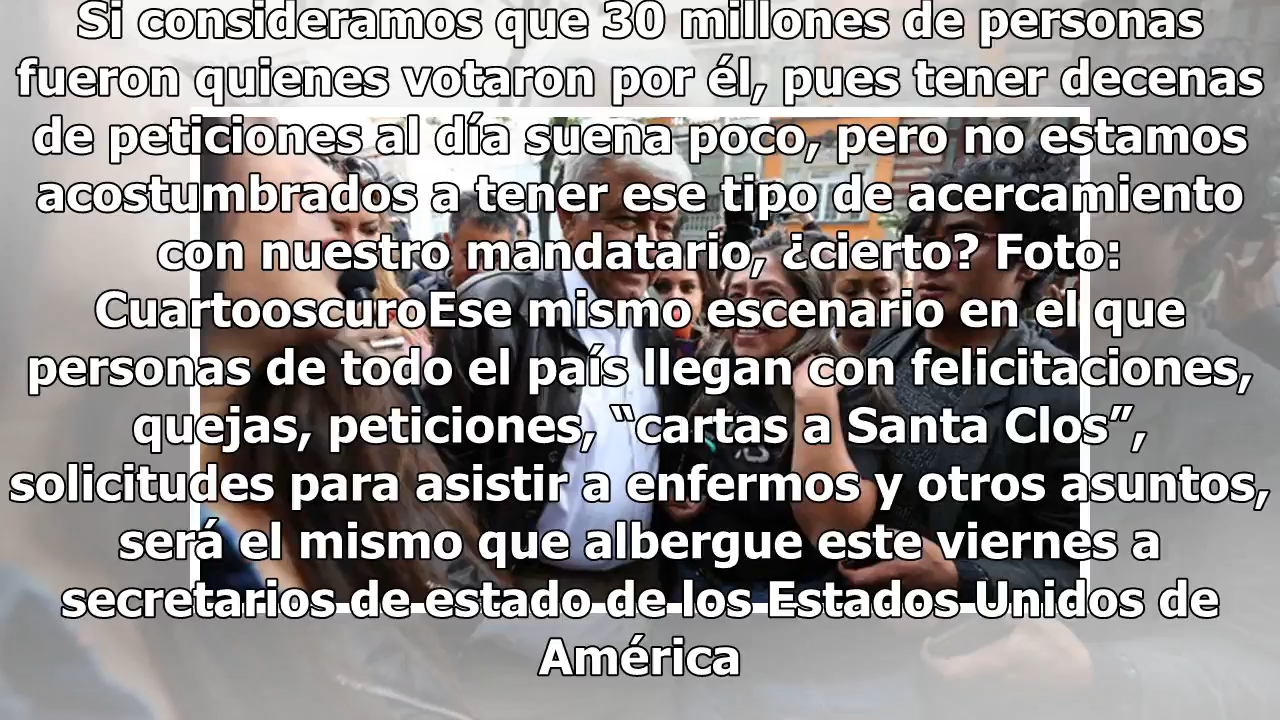 Si consideramos que 30 millones de personas
fueron quienes votaron por él, pues tener decenas
de peticiones al día suena poco, pero no estamos
acostumbrados a tener ese tipo de acercamiento
con nuestro mandatario, ¿cierto? Foto:
CuartooscuroEse mismo escenario en el que
personas de todo el país llegan con felicitaciones,
quejas, peticiones, “cartas a Santa Clos”,
solicitudes para asistir a enfermos y otros asuntos,
será el mismo que albergue este viernes a
secretarios de estado de los Estados Unidos de
América